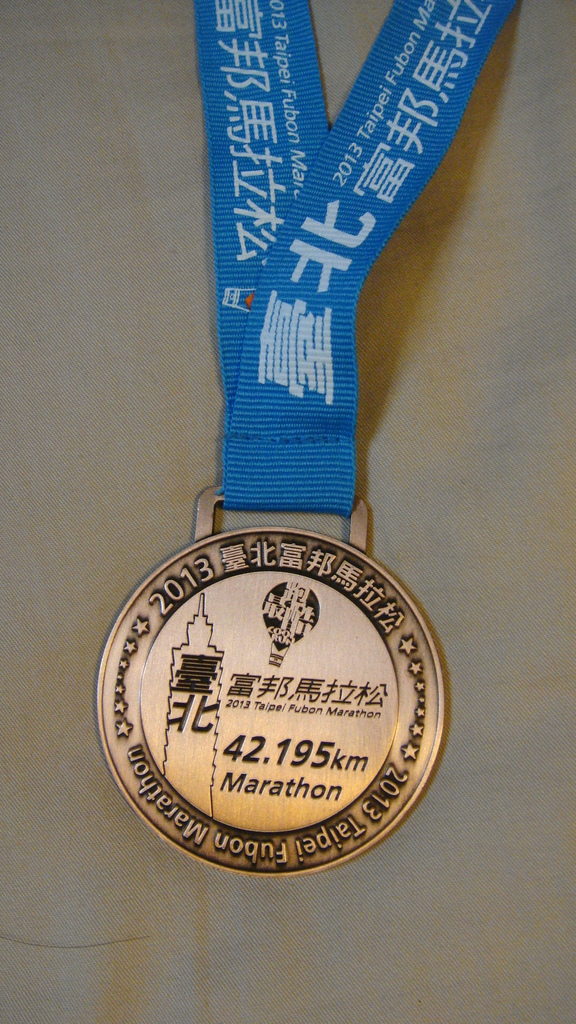 2013 Taipei Fubon Mar
富邦馬拉松
2013 Taipei Fubon Ma
臺北富邦馬拉
2013 臺北富邦馬拉松
臺北
富邦馬拉松
2013 Taipei Fubon Marathon
42.195km
Marathon
2013 Taipei Fubon Marathon